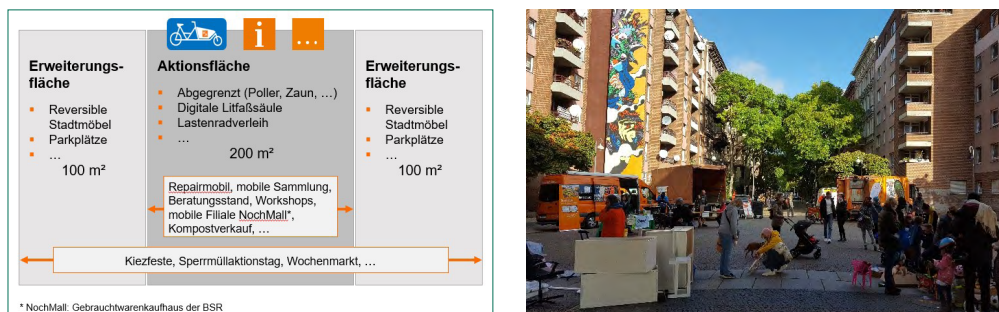 i
...
Erweiterungs-
fläche
Reversible
Stadtmöbel
Parkplätze
…
100 m²
Aktionsfläche
Abgegrenzt (Poller, Zaun, …)
Digitale Litfaßsäule
Lastenradverleih
…
200 m²
Erweiterungs-
fläche
Reversible
Stadtmöbel
Parkplätze
…
100 m²
Repairmobil, mobile Sammlung,
Beratungsstand, Workshops,
mobile Filiale NochMall*,
Kompostverkauf, …
Kiezfeste, Sperrmüllaktionstag, Wochenmarkt, …
* NochMall: Gebrauchtwarenkaufhaus der BSR